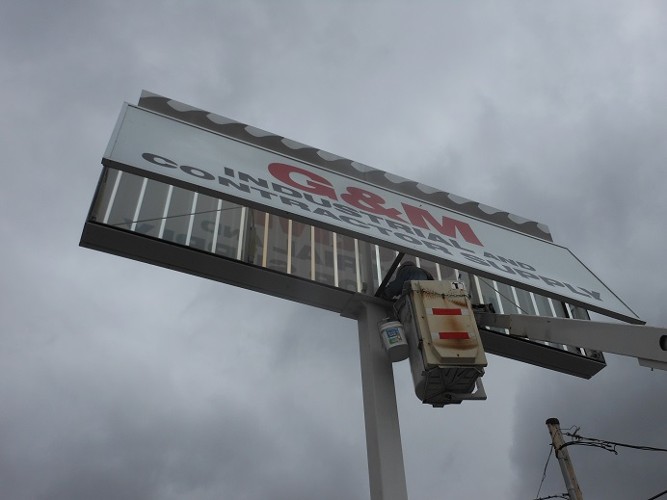 G&M
INDUSTRIAL AND
CONTRACTOR SUPPLY